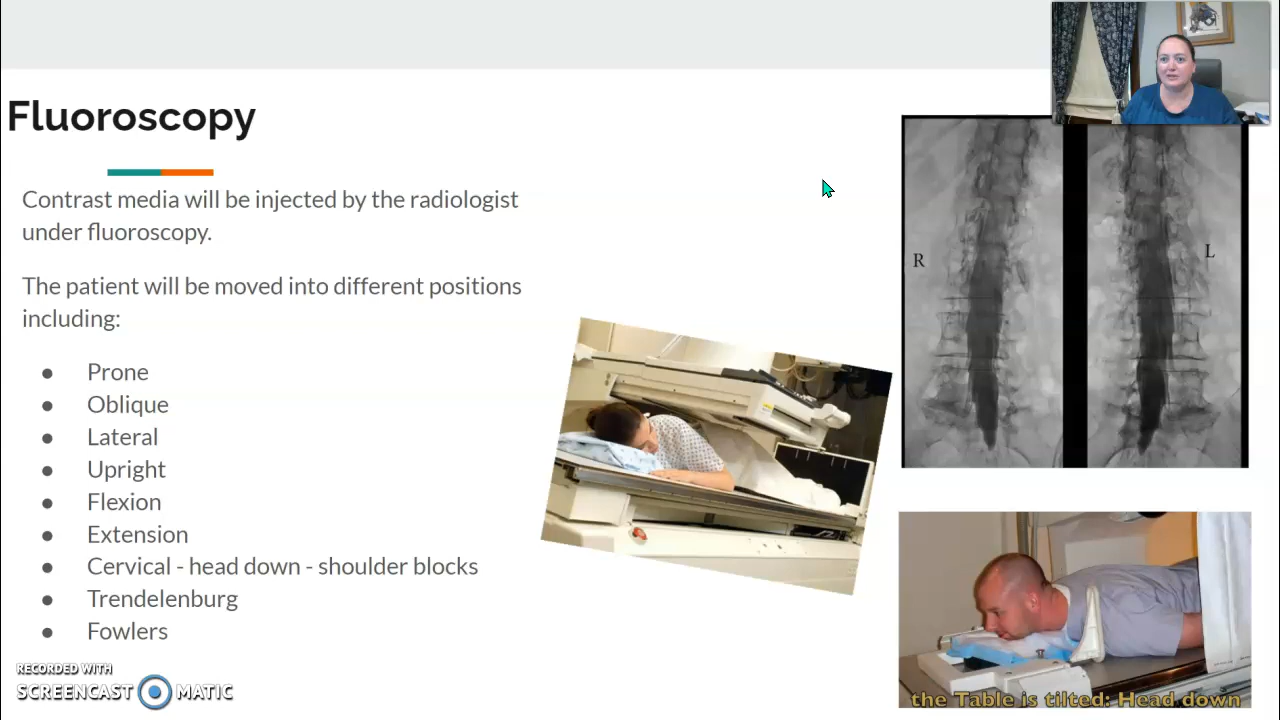 Fluoroscopy
Contrast media will be injected by the radiologist
under fluoroscopy.
The patient will be moved into different positions
including:
● Prone
● Oblique
● Lateral
● Upright
● Flexion
● Extension
● Cervical - head down - shoulder blocks
● Trendelenburg
● Fowlers
R
L
the Table is tilted: Head down
RECORDED WITH
SCREENCAST MATIC